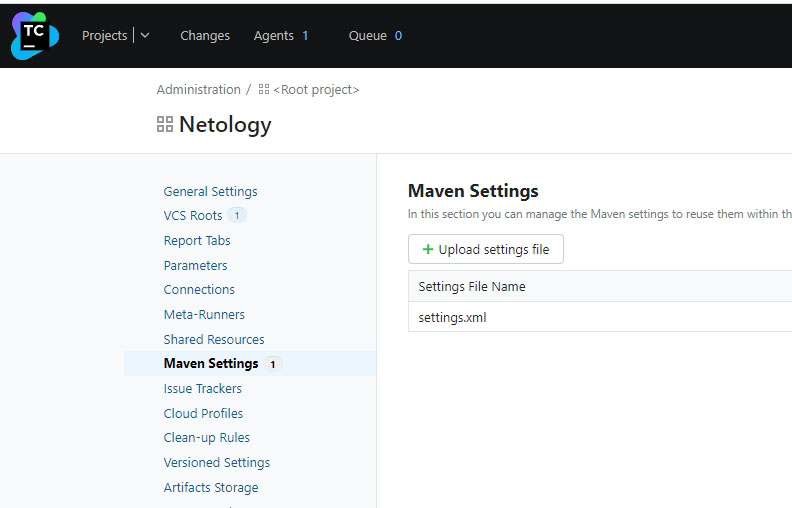 TC
Projects
Changes
Agents 1
Queue 0
Administration / <Root project>
Netology
General Settings
VCS Roots 1
Report Tabs
Parameters
Connections
Meta-Runners
Shared Resources
Maven Settings 1
Issue Trackers
Cloud Profiles
Clean-up Rules
Versioned Settings
Artifacts Storage
Maven Settings
In this section you can manage the Maven settings to reuse them within th
+ Upload settings file
Settings File Name
settings.xml